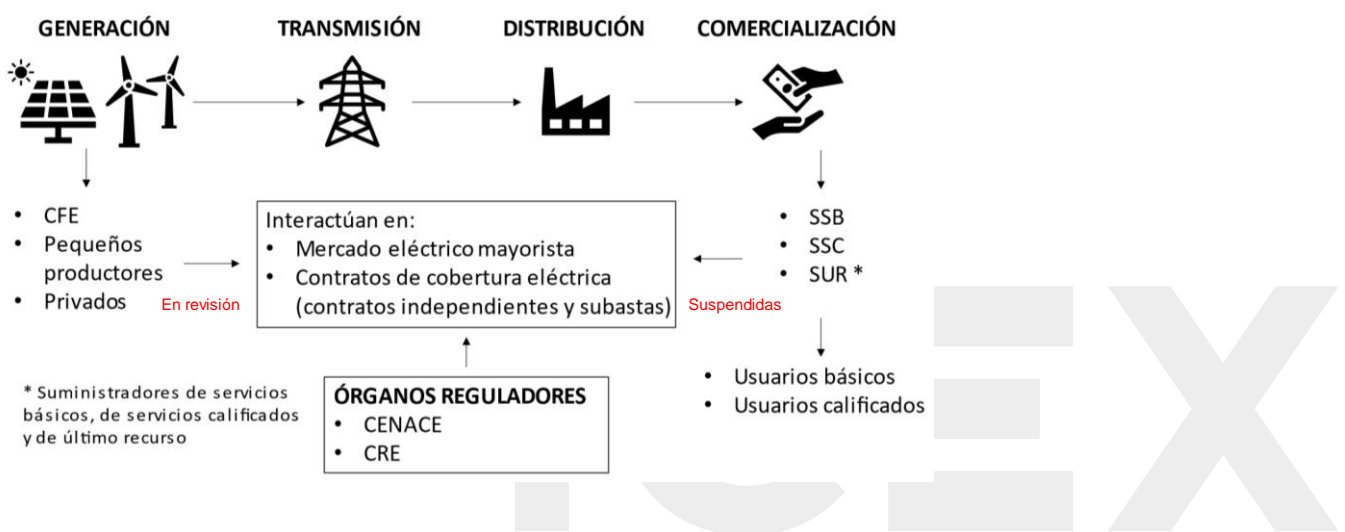 GENERACIÓN
TRANSMISIÓN
DISTRIBUCIÓN
COMERCIALIZACIÓN
• CFE
• Pequeños
productores
• Privados
En revisión
Interactúan en:
• Mercado eléctrico mayorista
• Contratos de cobertura eléctrica
(contratos independientes y subastas)
Suspendidas
• SSB
• SSC
• SUR *
• Usuarios básicos
• Usuarios calificados
* Suministradores de servicios
básicos, de servicios calificados
y de último recurso
ÓRGANOS REGULADORES
• CENACE
• CRE
ICEX